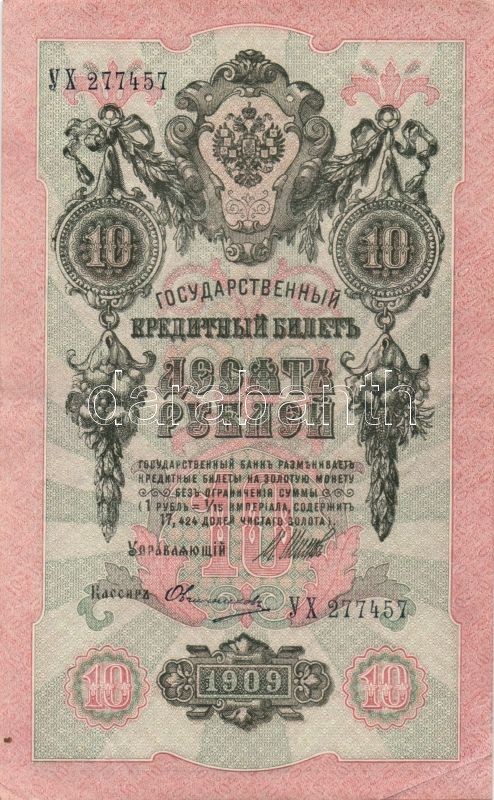 УХ 277457
10 10
ГОСУДАРСТВЕННЫЙ
КРЕДИТНЫЙ БИЛЕТЪ
ДЕСЯТЬ
darabanth
РУБЛЕЙ
ГОСУДАРСТВЕННЫЙ БАНКЪ РАЗМѢНИВАЕТЪ
КРЕДИТНЫЕ БИЛЕТЫ НА ЗОЛОТУЮ МОНЕТУ
БЕЗЪ ОГРАНИЧЕНІЯ СУММЫ
(1 РУБЛЬ = 1/15 ИМПЕРІАЛА, СОДЕРЖИТЪ
17,424 ДОЛЕЙ ЧИСТАГО ЗОЛОТА).
10
Управляющій
Кассиръ
УХ 277457
10 1909 10